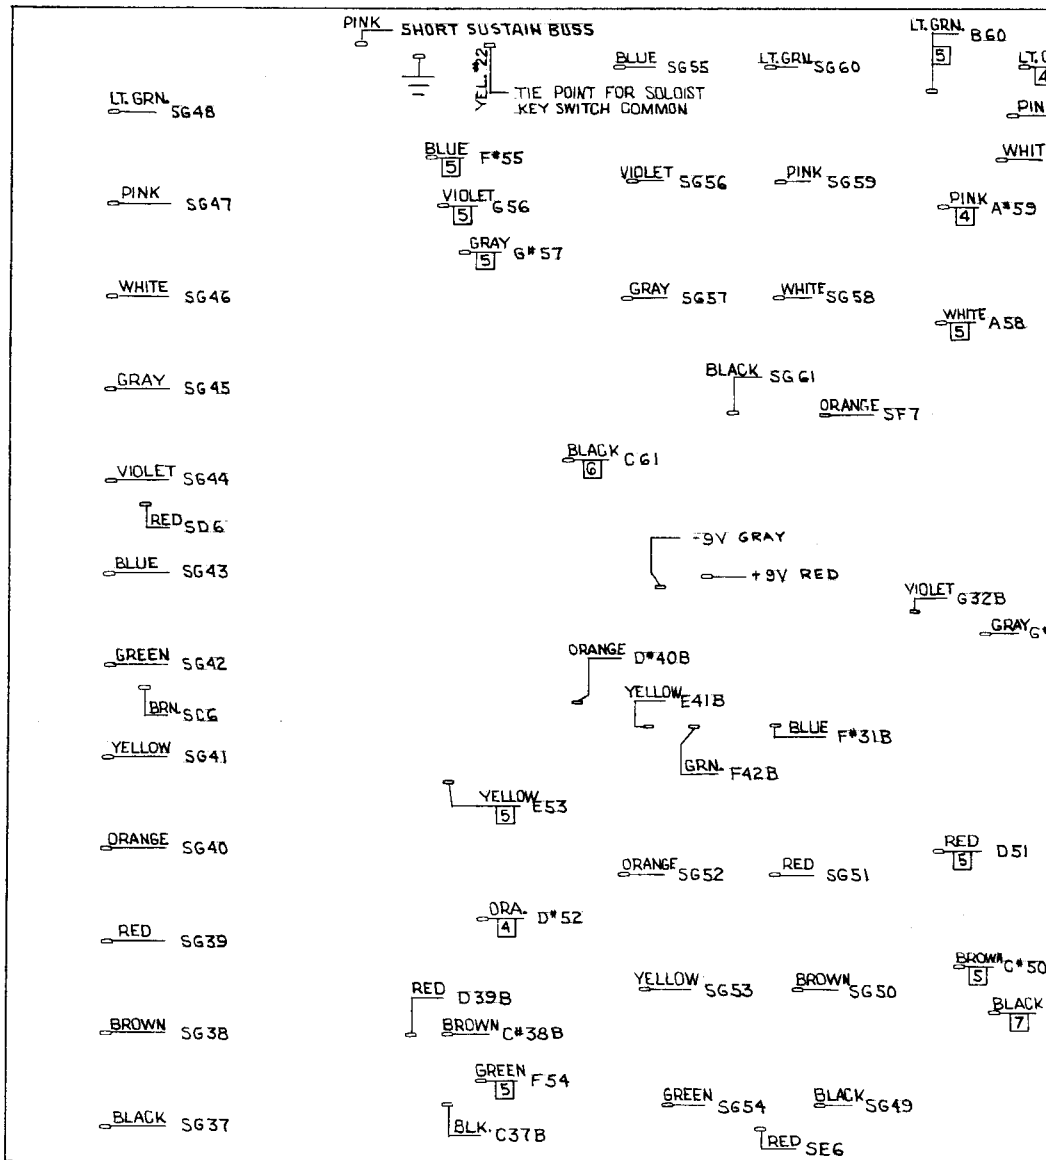 PINK SHORT SUSTAIN BUSS
LT. GRN. B60
5
YEL. #22
BLUE SG55
LT. GRN. SG60
4
TIE POINT FOR SOLOIST
KEY SWITCH COMMON
LT. GRN. SG48
BLUE F#55
5
VIOLET SG56
PINK SG59
PINK SG47
VIOLET G56
5
PINK A#59
4
GRAY G#57
5
WHITE SG46
GRAY SG57
WHITE SG58
WHITE A58
5
GRAY SG45
BLACK SG61
ORANGE SF7
BLACK C61
6
VIOLET SG44
RED SD6
-9V GRAY
BLUE SG43
+9V RED
VIOLET G32B
GRAY G#
GREEN SG42
ORANGE D#40B
YELLOW E41B
BRN. SC6
BLUE F#31B
YELLOW SG41
GRN. F42B
YELLOW E53
5
ORANGE SG40
RED D51
5
ORANGE SG52
RED SG51
ORA. D#52
4
RED SG39
BROWN C#50
5
RED D39B
YELLOW SG53
BROWN SG50
BLACK
7
BROWN SG38
BROWN C#38B
GREEN F54
5
BLACK SG37
BLK. C37B
GREEN SG54
BLACK SG49
RED SE6